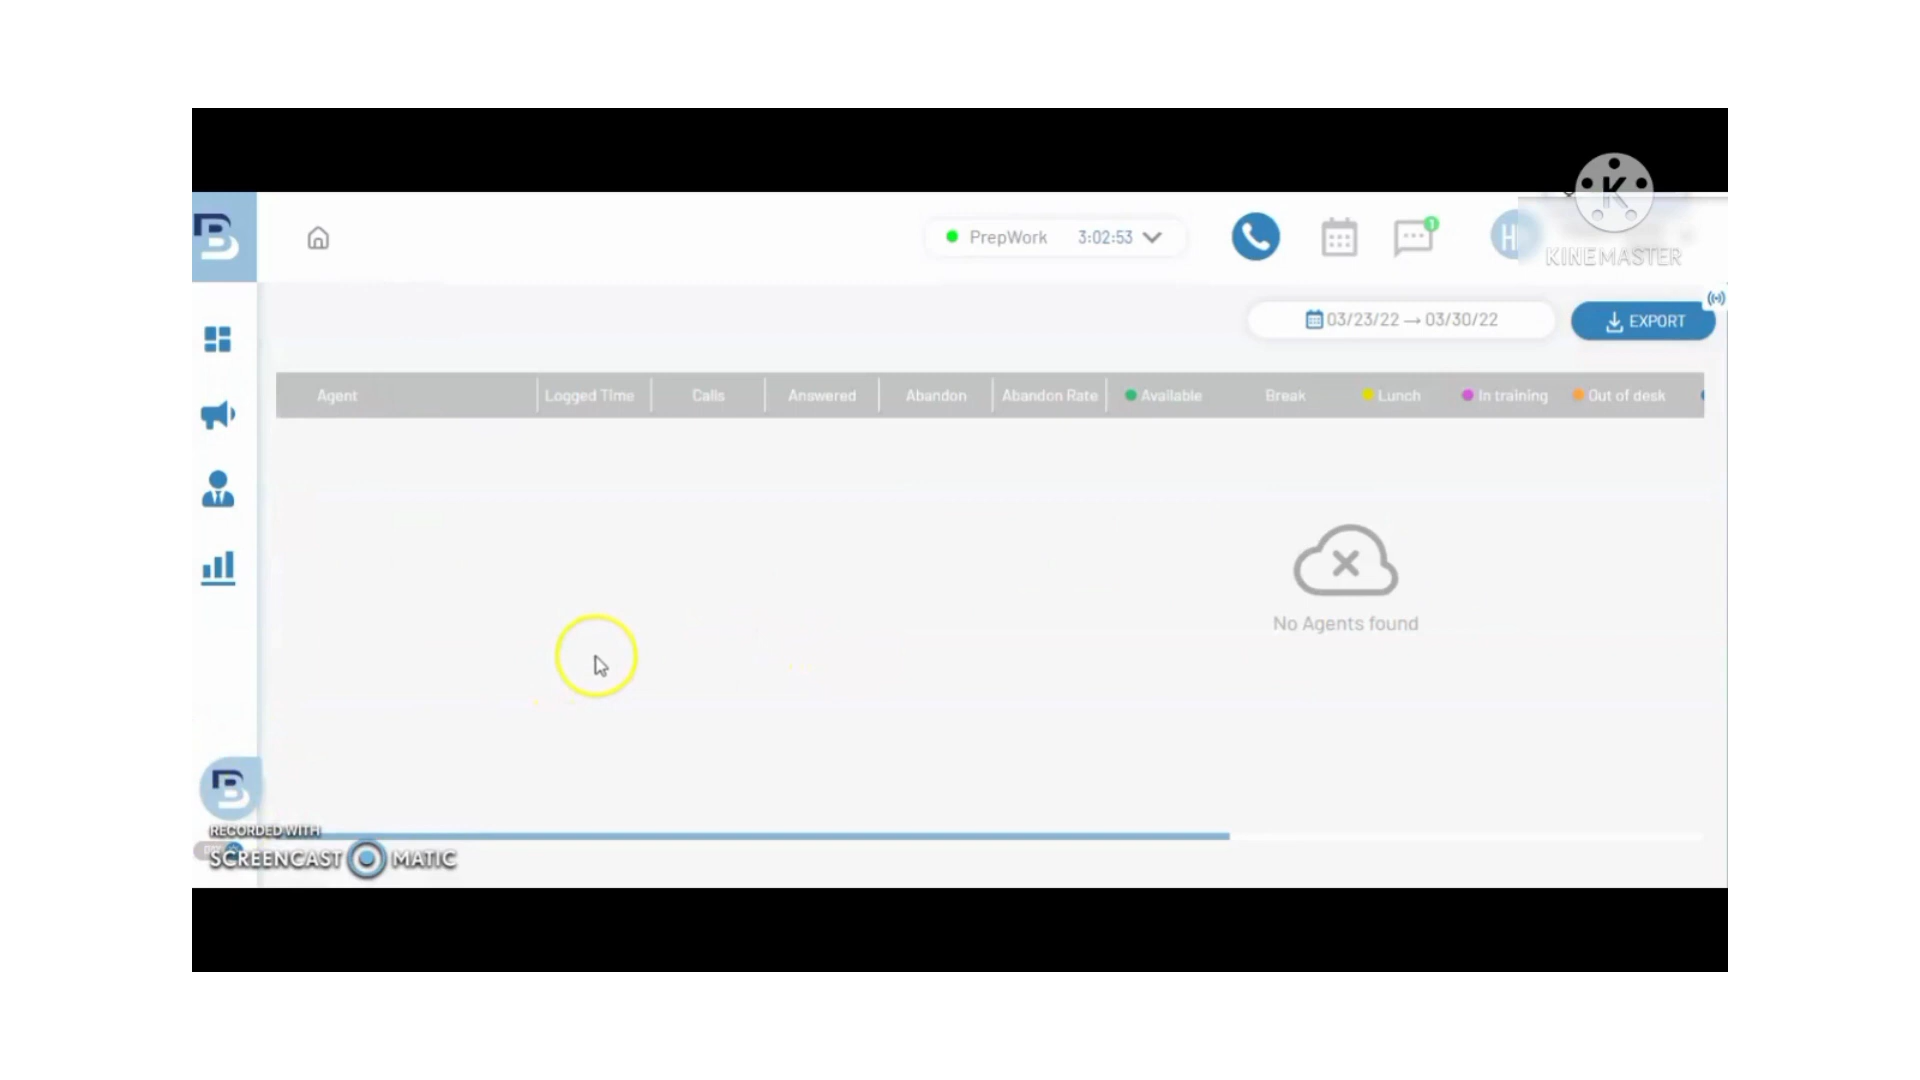 B
PrepWork 3:02:53
1
H
K
KINEMASTER
03/23/22 → 03/30/22
EXPORT
Agent Logged Time Calls Answered Abandon Abandon Rate Available Break Lunch In training Out of desk
No Agents found
B
RECORDED WITH
SCREENCAST MATIC